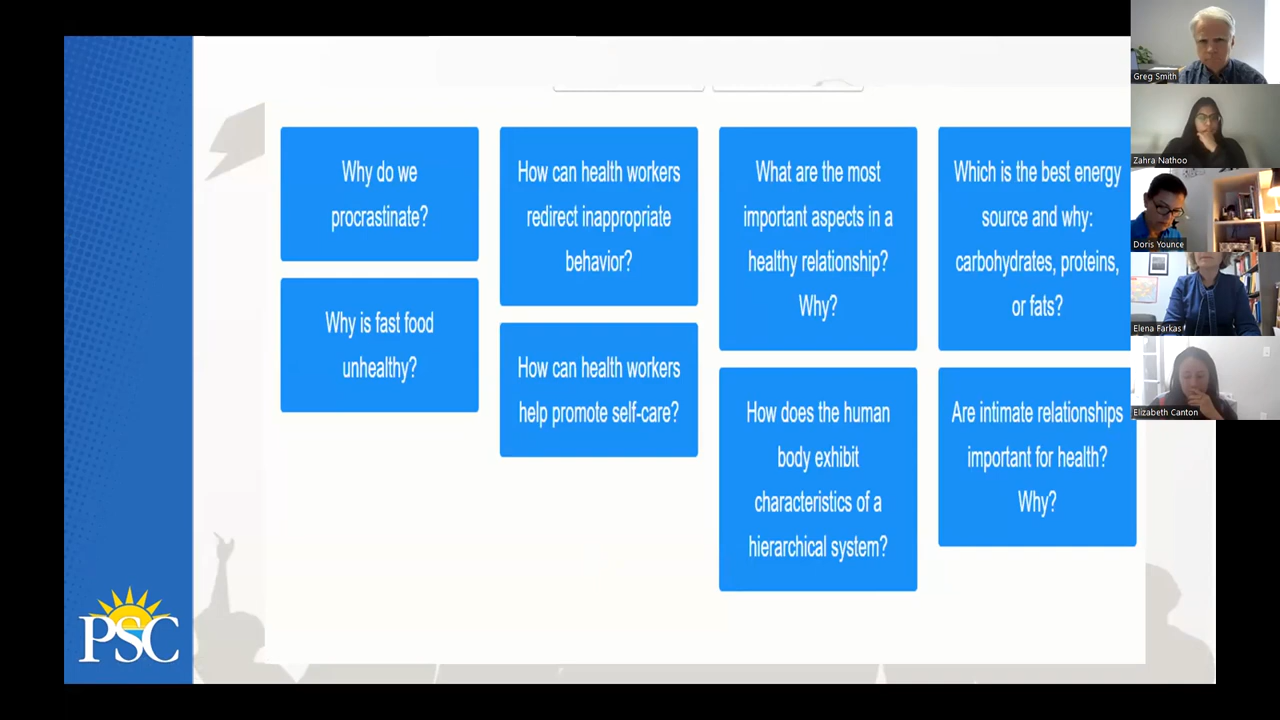 Why do we
procrastinate?
Why is fast food
unhealthy?
How can health workers
redirect inappropriate
behavior?
How can health workers
help promote self-care?
What are the most
important aspects in a
healthy relationship?
Why?
How does the human
body exhibit
characteristics of a
hierarchical system?
Which is the best energy
source and why:
carbohydrates, proteins,
or fats?
Are intimate relationships
important for health?
Why?
PSC
Greg Smith
Zahra Nathoo
Doris Younce
Elena Farkas
Elizabeth Canton